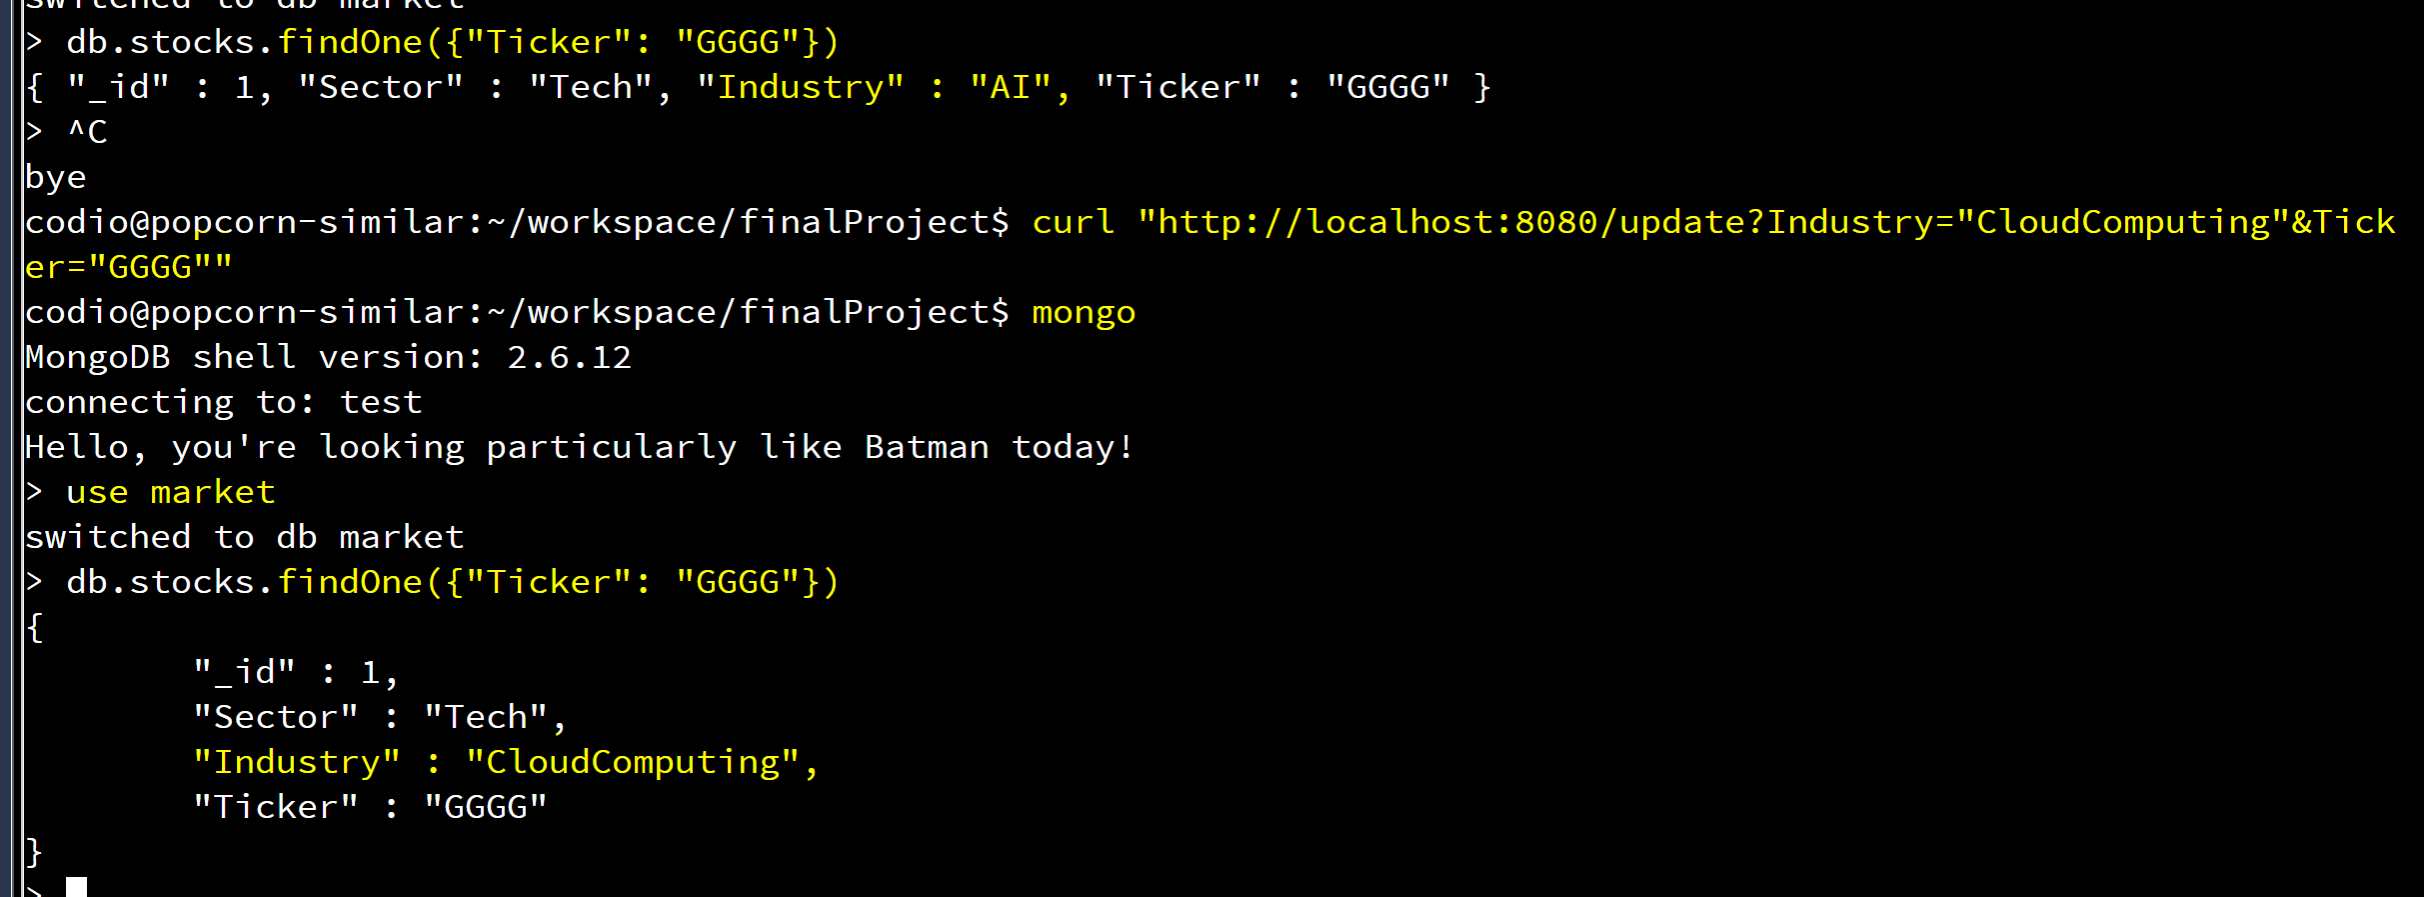 switched to db market
> db.stocks.findOne({"Ticker": "GGGG"})
{ "_id" : 1, "Sector" : "Tech", "Industry" : "AI", "Ticker" : "GGGG" }
> ^C
bye
codio@popcorn-similar:~/workspace/finalProject$ curl "http://localhost:8080/update?Industry="CloudComputing"&Tick
er="GGGG""
codio@popcorn-similar:~/workspace/finalProject$ mongo
MongoDB shell version: 2.6.12
connecting to: test
Hello, you're looking particularly like Batman today!
> use market
switched to db market
> db.stocks.findOne({"Ticker": "GGGG"})
{
        "_id" : 1,
        "Sector" : "Tech",
        "Industry" : "CloudComputing",
        "Ticker" : "GGGG"
}
>